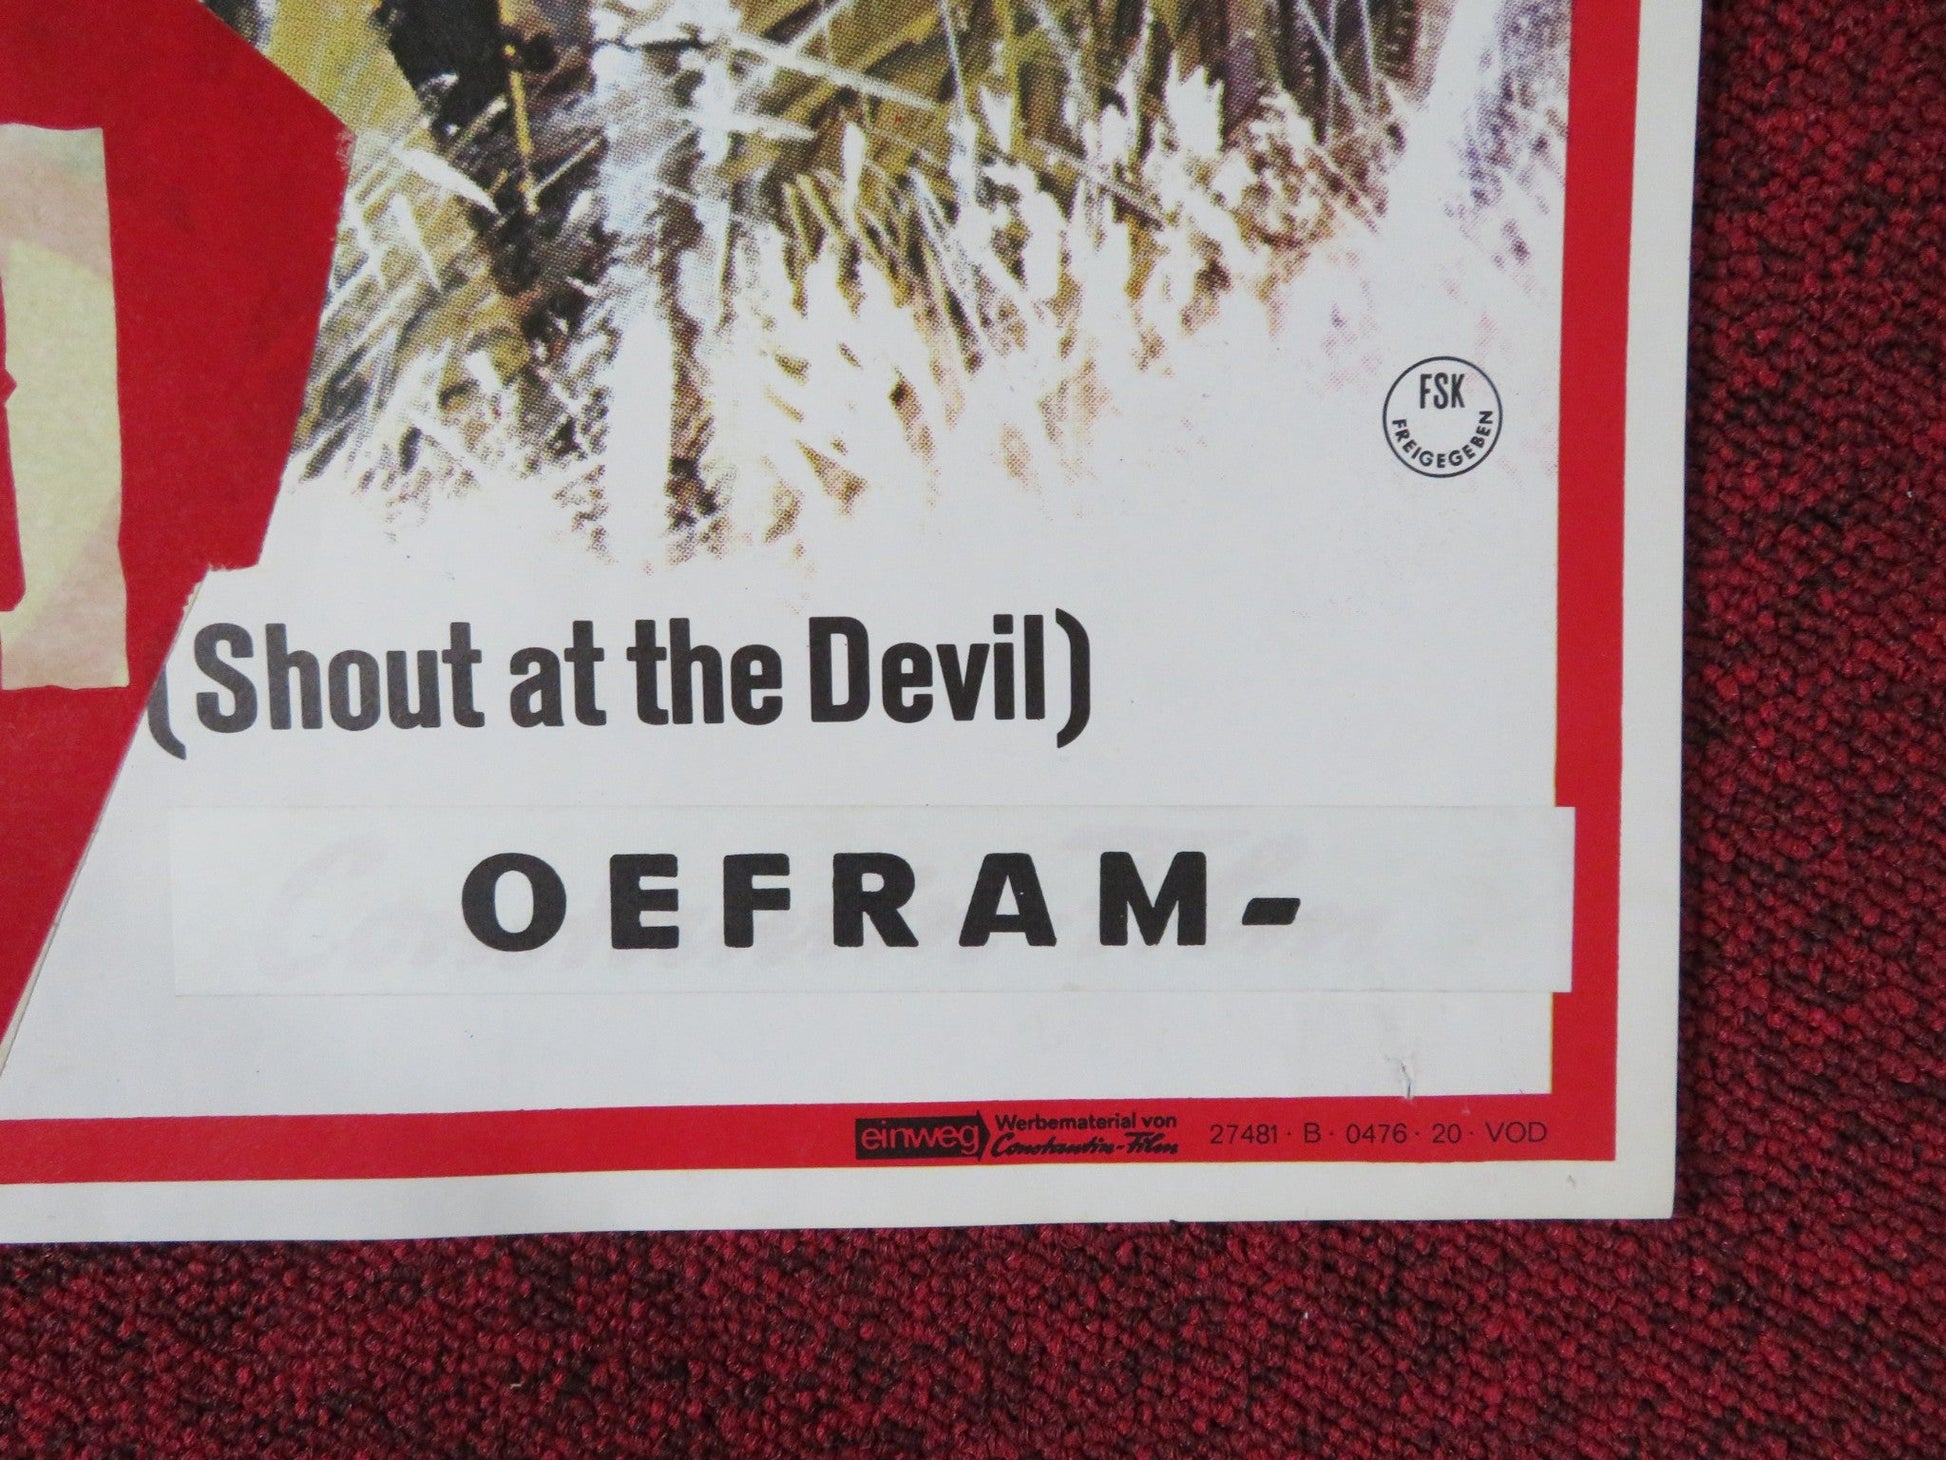 FSK
FREIGEGEBEN
(Shout at the Devil)
OEFRAM-
einweg Werbematerial von
Constantin-Film
27481 · B · 0476 · 20 · VOD